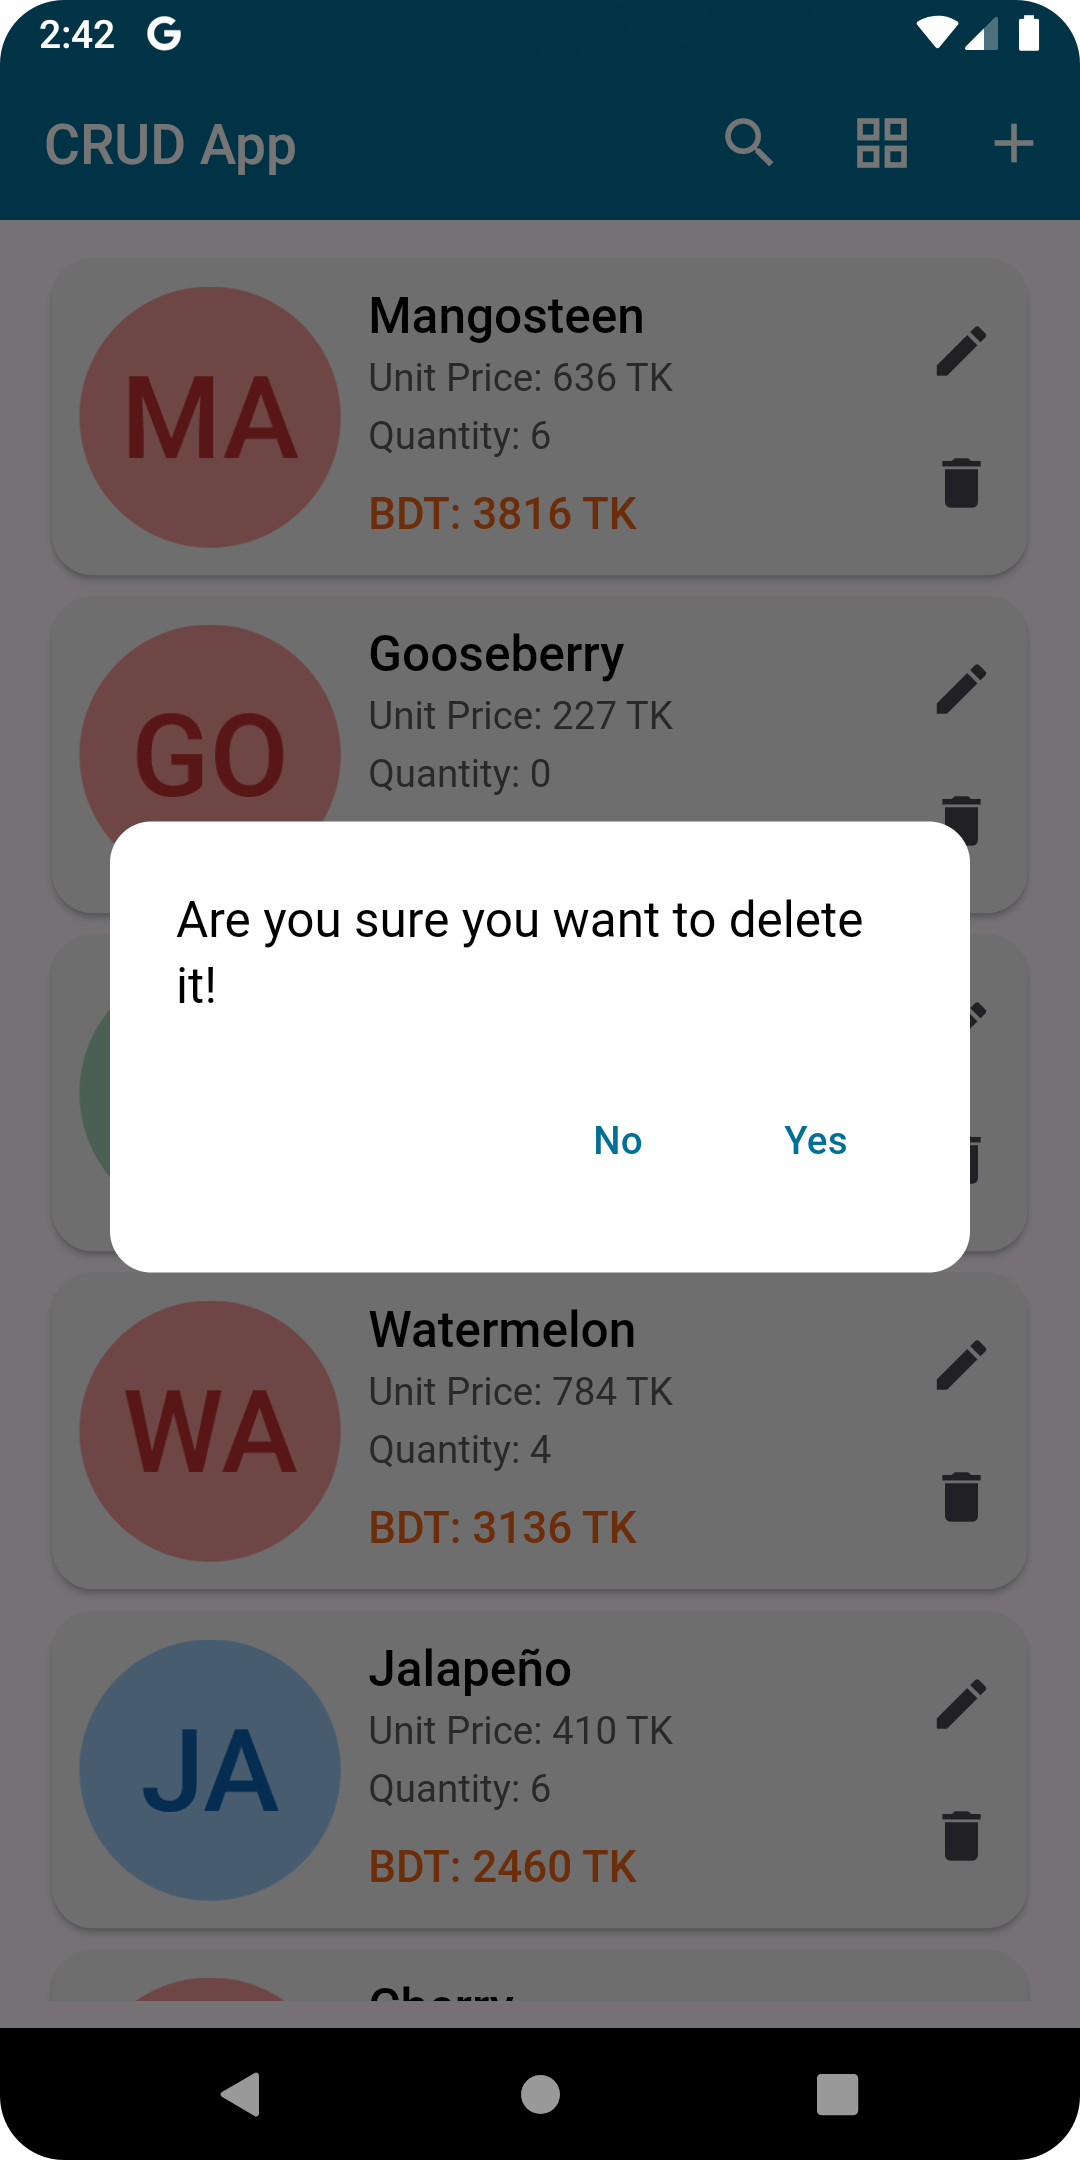 2:42
CRUD App
MA
Mangosteen
Unit Price: 636 TK
Quantity: 6
BDT: 3816 TK
GO
Gooseberry
Unit Price: 227 TK
Quantity: 0
Are you sure you want to delete
it!
No
Yes
WA
Watermelon
Unit Price: 784 TK
Quantity: 4
BDT: 3136 TK
JA
Jalapeño
Unit Price: 410 TK
Quantity: 6
BDT: 2460 TK
Cherry